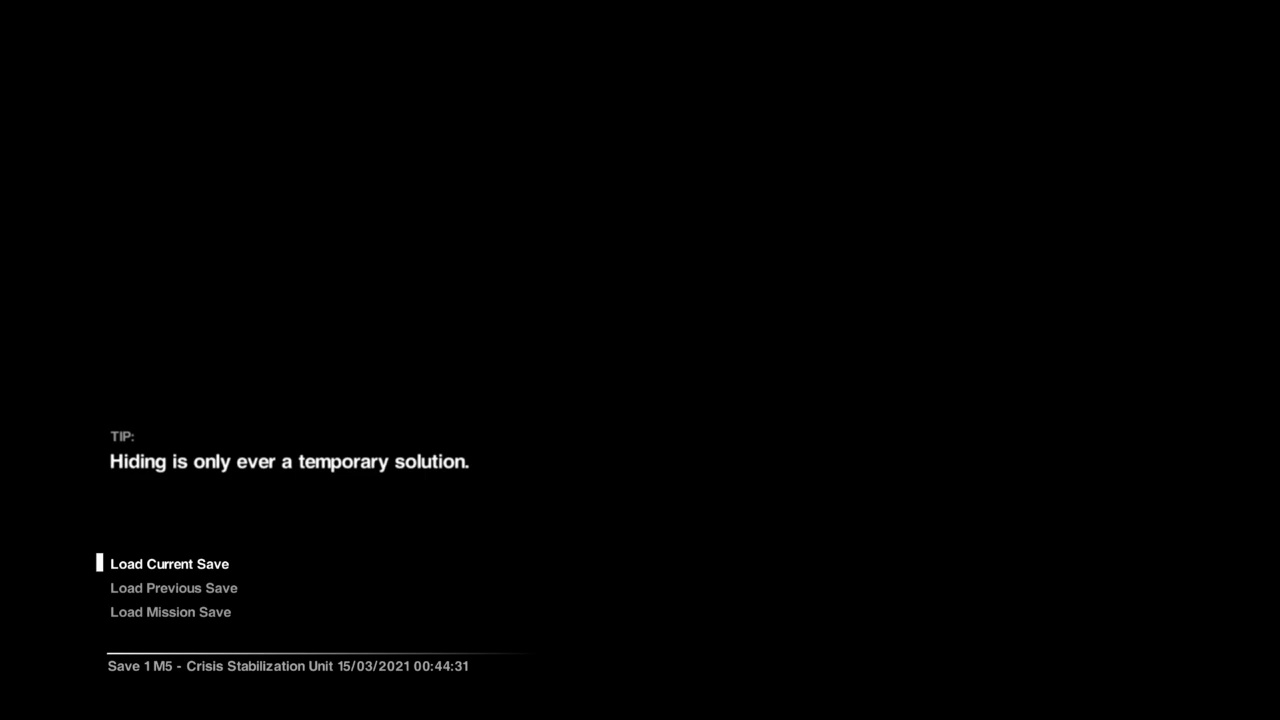 TIP:
Hiding is only ever a temporary solution.
Load Current Save
Load Previous Save
Load Mission Save
Save 1 M5 - Crisis Stabilization Unit 15/03/2021 00:44:31